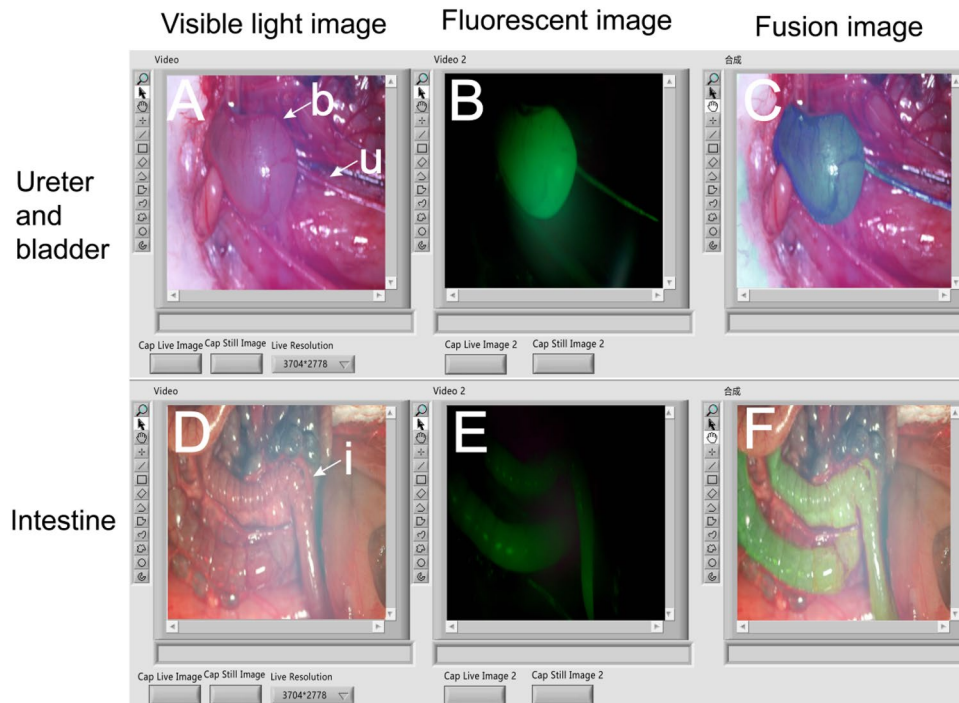 Visible light image Fluorescent image Fusion image
Video Video 2 合成
A b u B C
Ureter
and
bladder
Cap Live Image Cap Still Image Live Resolution Cap Live Image 2 Cap Still Image 2
3704*2778
Video Video 2 合成
D i E F
Intestine
Cap Live Image Cap Still Image Live Resolution Cap Live Image 2 Cap Still Image 2
3704*2778